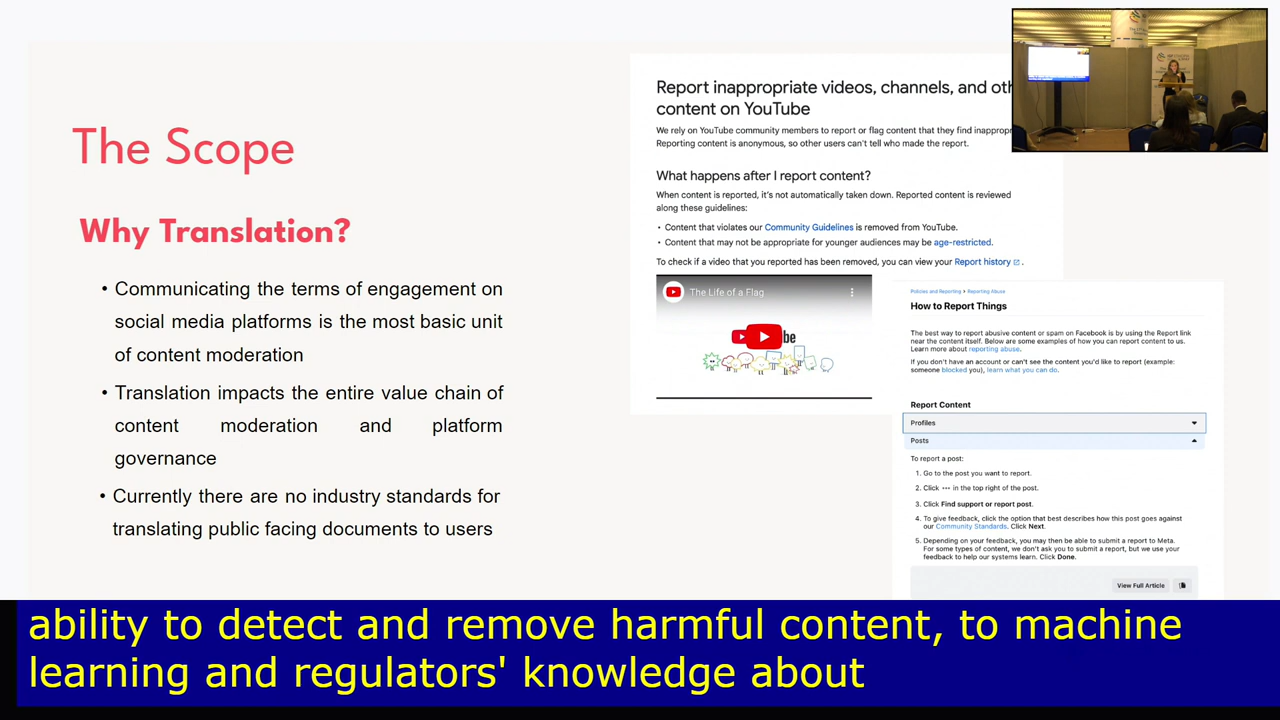 The Scope
Why Translation?
• Communicating the terms of engagement on
social media platforms is the most basic unit
of content moderation
• Translation impacts the entire value chain of
content moderation and platform
governance
• Currently there are no industry standards for
translating public facing documents to users
Report inappropriate videos, channels, and
content on YouTube
We rely on YouTube community members to report or flag content that they find
Reporting content is anonymous, so other users can't tell who made the report.
What happens after I report content?
When content is reported, it's not automatically taken down. Reported content is reviewed
along these guidelines:
• Content that violates our Community Guidelines is removed from YouTube.
• Content that may not be appropriate for younger audiences may be age-restricted.
To check if a video that you reported has been removed, you can view your Report history .
The Life of a Flag
be
Policies and Reporting > Reporting Abuse
How to Report Things
The best way to report abusive content or spam on Facebook is by using the Report link
near the content itself. Below are some examples of how you can report content to us.
Learn more about reporting abuse.
If you don't have an account or can't see the content you'd like to report (example:
someone blocked you), learn what you can do.
Report Content
Profiles
Posts
To report a post:
1. Go to the post you want to report.
2. Click ••• in the top right of the post.
3. Click Find support or report post.
4. To give feedback, click the option that best describes how this post goes against
our Community Standards. Click Next.
5. Depending on your feedback, you may then be able to submit a report to Meta.
For some types of content, we don't ask you to submit a report, but we use your
feedback to help our systems learn. Click Done.
View Full Article
ability to detect and remove harmful content, to machine
learning and regulators' knowledge about